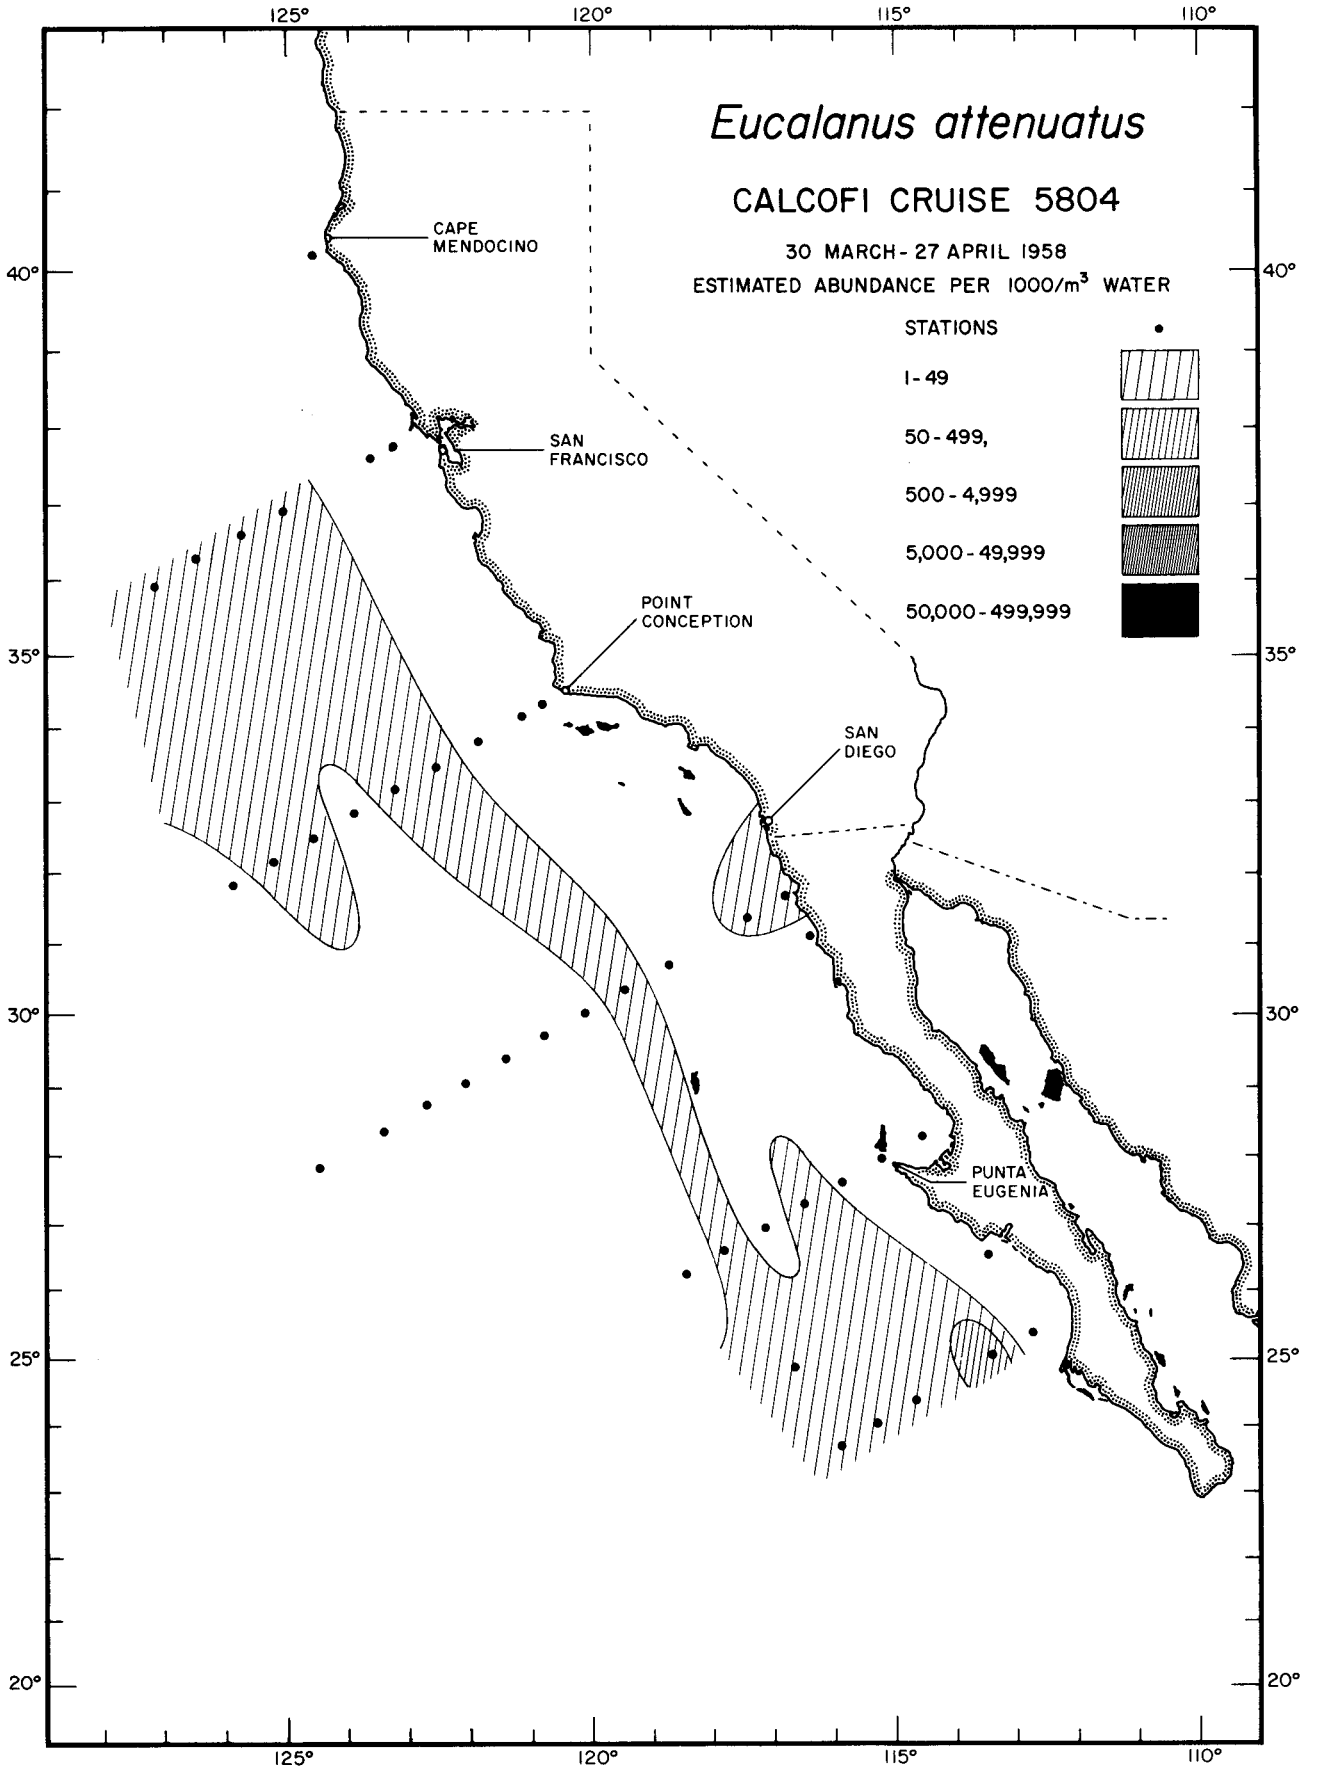 125° 120° 115° 110°
Eucalanus attenuatus
CALCOFI CRUISE 5804
30 MARCH - 27 APRIL 1958
ESTIMATED ABUNDANCE PER 1000/m³ WATER
STATIONS
1 - 49
50 - 499,
500 - 4,999
5,000 - 49,999
50,000 - 499,999
CAPE
MENDOCINO
40° 40°
SAN
FRANCISCO
POINT
CONCEPTION
35° 35°
SAN
DIEGO
30° 30°
PUNTA
EUGENIA
25° 25°
20° 20°
125° 120° 115° 110°